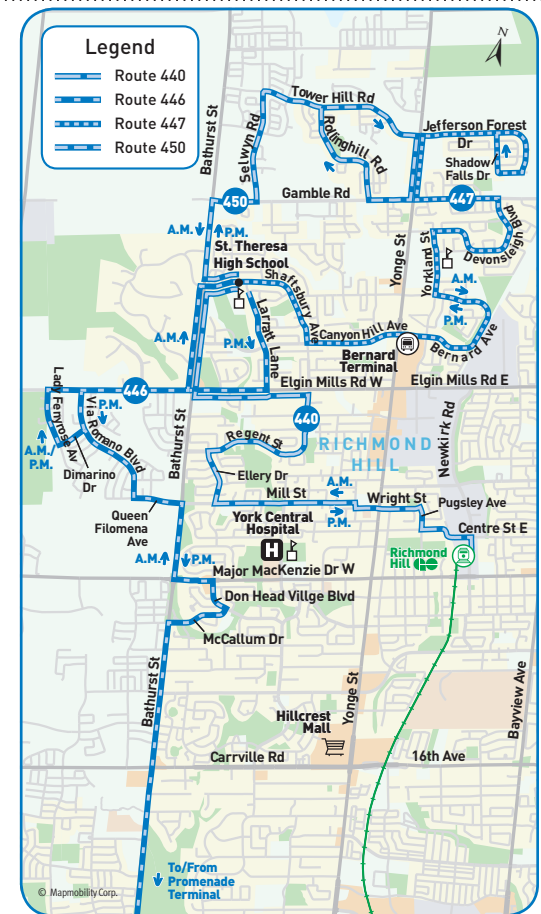 Legend
Route 440
Route 446
Route 447
Route 450
N
Bathurst St
Selwyn Rd
Tower Hill Rd
Rollinghill Rd
Jefferson Forest
Dr
Shadow
Falls Dr
Gamble Rd
450
447
A.M.
P.M.
St. Theresa
High School
Shaftsbury Ave
Yonge St
Yorkland St
Devonsleigh Blvd
A.M.
P.M.
Larratt Lane
A.M.
P.M.
Canyon Hill Ave
Bernard Ave
Bernard
Terminal
Elgin Mills Rd W
Elgin Mills Rd E
446
Lady Fenyrose Av
Via Romano Blvd
P.M.
Bathurst St
440
Regent St
RICHMOND
HILL
Newkirk Rd
A.M./
P.M.
Dimarino
Dr
Ellery Dr
A.M.
Mill St
Wright St
Pugsley Ave
P.M.
Queen
Filomena
Ave
York Central
Hospital
H
Centre St E
Richmond
Hill GO
A.M.
P.M.
Major MacKenzie Dr W
Don Head Villge Blvd
McCallum Dr
Bathurst St
Yonge St
Bayview Ave
Hillcrest
Mall
Carrville Rd
16th Ave
To/From
Promenade
Terminal
© Mapmobility Corp.